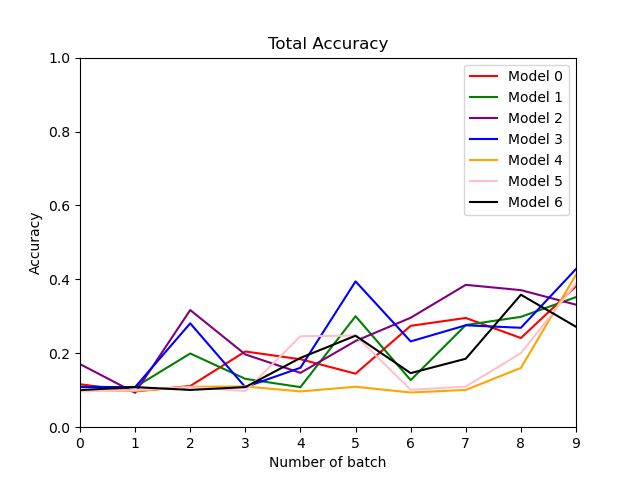 Total Accuracy
1.0
0.8
0.6
0.4
0.2
0.0
Accuracy
Model 0
Model 1
Model 2
Model 3
Model 4
Model 5
Model 6
0 1 2 3 4 5 6 7 8 9
Number of batch